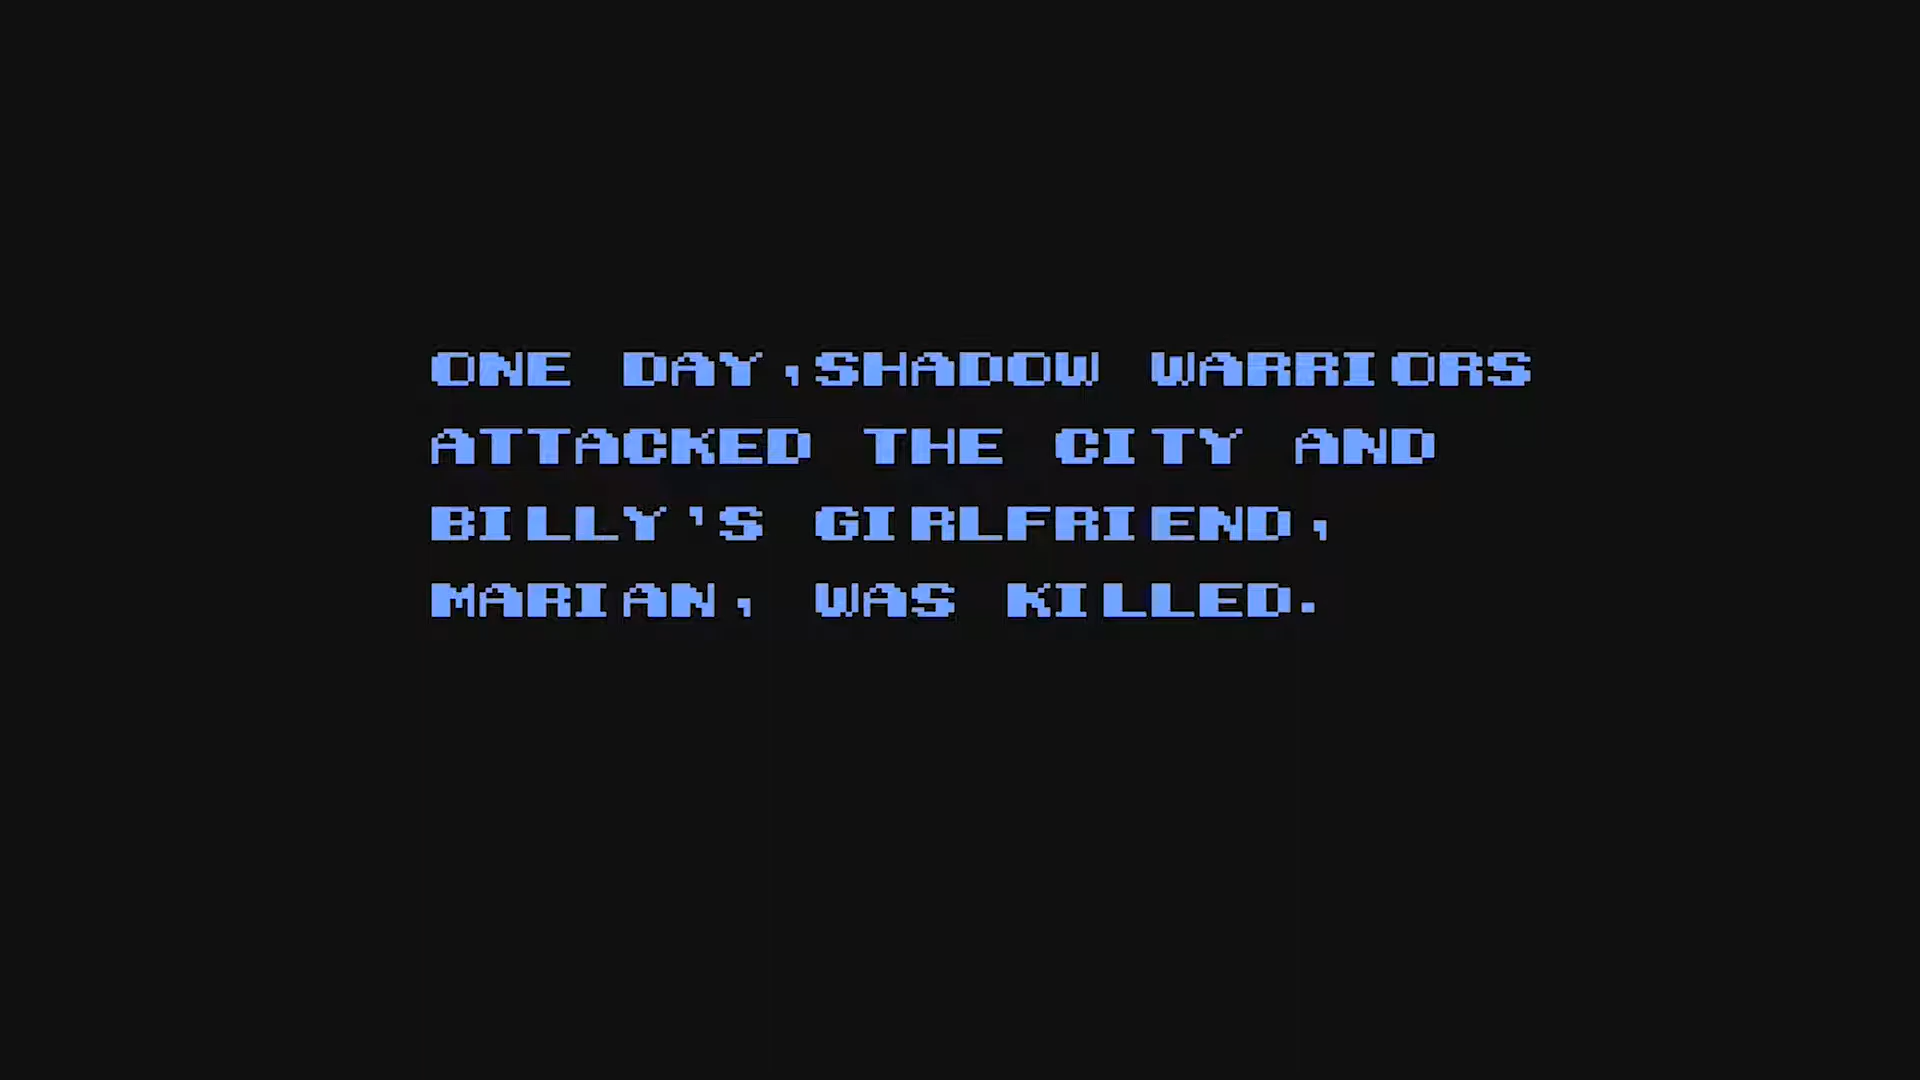 ONE DAY,SHADOW WARRIORS
ATTACKED THE CITY AND
BILLY'S GIRLFRIEND,
MARIAN, WAS KILLED.